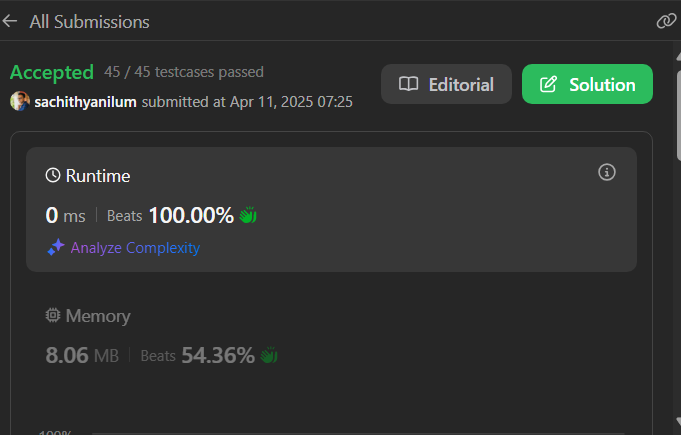 All Submissions
Accepted 45 / 45 testcases passed
sachithyanilum submitted at Apr 11, 2025 07:25
Editorial
Solution
Runtime
0 ms Beats 100.00%
Analyze Complexity
Memory
8.06 MB Beats 54.36%
100%